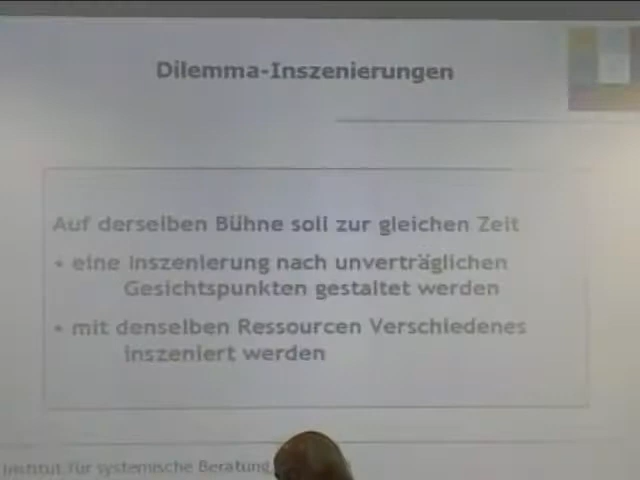 Dilemma-Inszenierungen
Auf derselben Bühne soll zur gleichen Zeit
• eine Inszenierung nach unverträglichen
Gesichtspunkten gestaltet werden
• mit denselben Ressourcen Verschiedenes
inszeniert werden
Institut für systemische Beratung